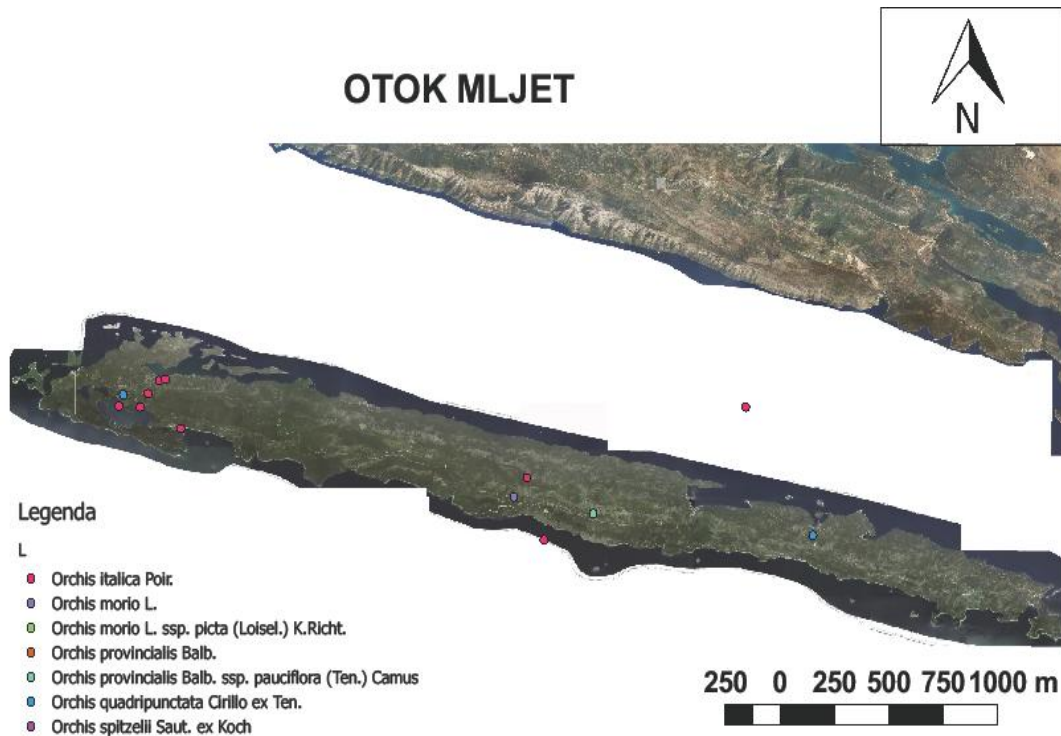 OTOK MLJET
N
Legenda
L
Orchis italica Poir.
Orchis morio L.
Orchis morio L. ssp. picta (Loisel.) K.Richt.
Orchis provincialis Balb.
Orchis provincialis Balb. ssp. pauciflora (Ten.) Camus
Orchis quadripunctata Cirillo ex Ten.
Orchis spitzelii Saut. ex Koch
250 0 250 500 750 1000 m